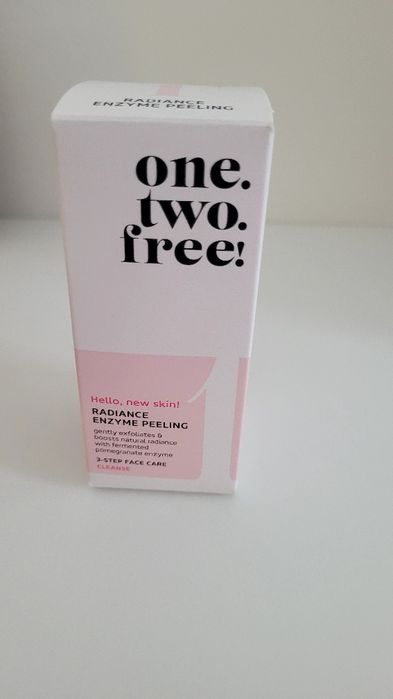 RADIANCE
ENZYME PEELING
one.
two.
free!
1
Hello, new skin!
RADIANCE
ENZYME PEELING
gently exfoliates &
boosts natural radiance
with fermented
pomegranate enzyme
3-STEP FACE CARE
CLEANSE